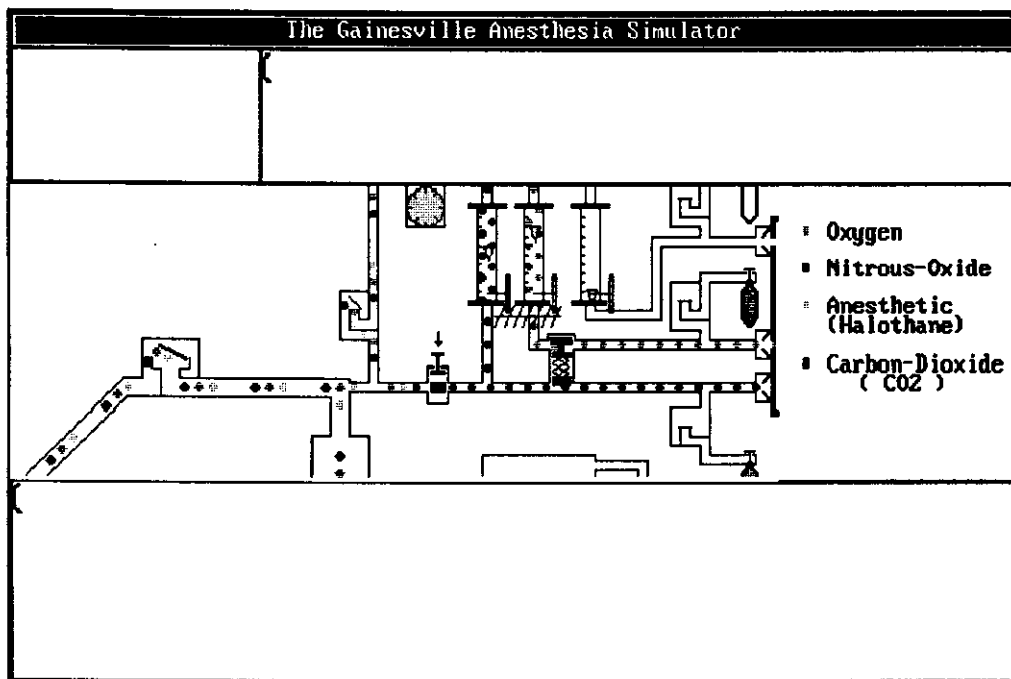 The Gainesville Anesthesia Simulator
Oxygen
Nitrous-Oxide
Anesthetic
(Halothane)
Carbon-Dioxide
( CO2 )